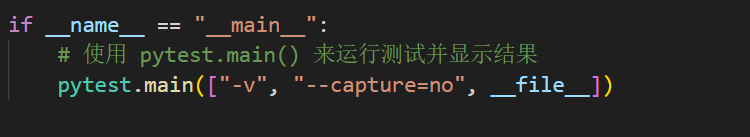 if __name__ == "__main__":
    # 使用 pytest.main() 来运行测试并显示结果
    pytest.main(["-v", "--capture=no", __file__])